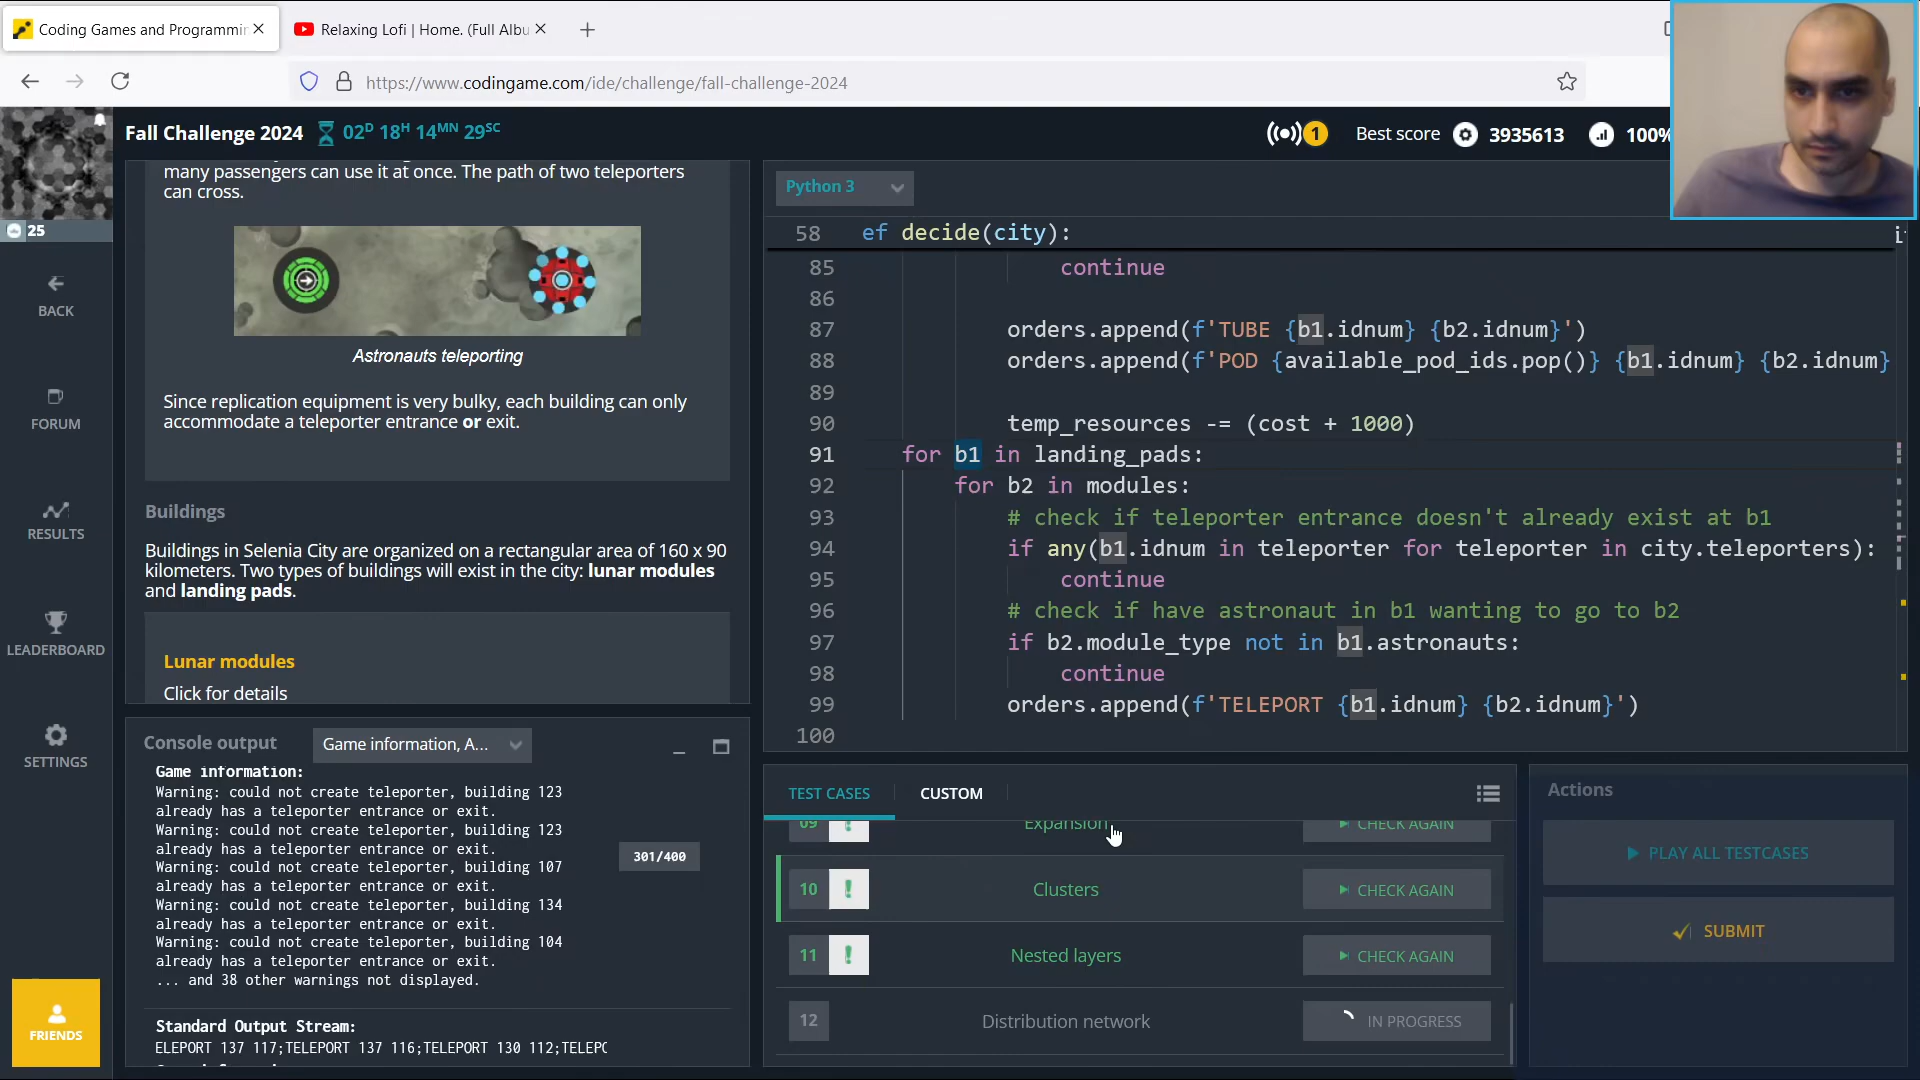 Coding Games and Programmin
Relaxing Lofi | Home. (Full Albu
https://www.codingame.com/ide/challenge/fall-challenge-2024
Fall Challenge 2024
02D 18H 14MN 29SC
1
Best score
3935613
100%
25
BACK
FORUM
RESULTS
LEADERBOARD
SETTINGS
FRIENDS
many passengers can use it at once. The path of two teleporters
can cross.
Astronauts teleporting
Since replication equipment is very bulky, each building can only
accommodate a teleporter entrance or exit.
Buildings
Buildings in Selenia City are organized on a rectangular area of 160 x 90
kilometers. Two types of buildings will exist in the city: lunar modules
and landing pads.
Lunar modules
Click for details
Console output
Game information, A...
Game information:
Warning: could not create teleporter, building 123
already has a teleporter entrance or exit.
Warning: could not create teleporter, building 123
already has a teleporter entrance or exit.
Warning: could not create teleporter, building 107
already has a teleporter entrance or exit.
Warning: could not create teleporter, building 134
already has a teleporter entrance or exit.
Warning: could not create teleporter, building 104
already has a teleporter entrance or exit.
... and 38 other warnings not displayed.
301/400
Standard Output Stream:
ELEPORT 137 117;TELEPORT 137 116;TELEPORT 130 112;TELEPO
Python 3
58 ef decide(city):
85 continue
86
87 orders.append(f'TUBE {b1.idnum} {b2.idnum}')
88 orders.append(f'POD {available_pod_ids.pop()} {b1.idnum} {b2.idnum}
89
90 temp_resources -= (cost + 1000)
91 for b1 in landing_pads:
92 for b2 in modules:
93 # check if teleporter entrance doesn't already exist at b1
94 if any(b1.idnum in teleporter for teleporter in city.teleporters):
95 continue
96 # check if have astronaut in b1 wanting to go to b2
97 if b2.module_type not in b1.astronauts:
98 continue
99 orders.append(f'TELEPORT {b1.idnum} {b2.idnum}')
100
TEST CASES
CUSTOM
09 ! Expansion CHECK AGAIN
10 ! Clusters CHECK AGAIN
11 ! Nested layers CHECK AGAIN
12 Distribution network IN PROGRESS
Actions
PLAY ALL TESTCASES
SUBMIT